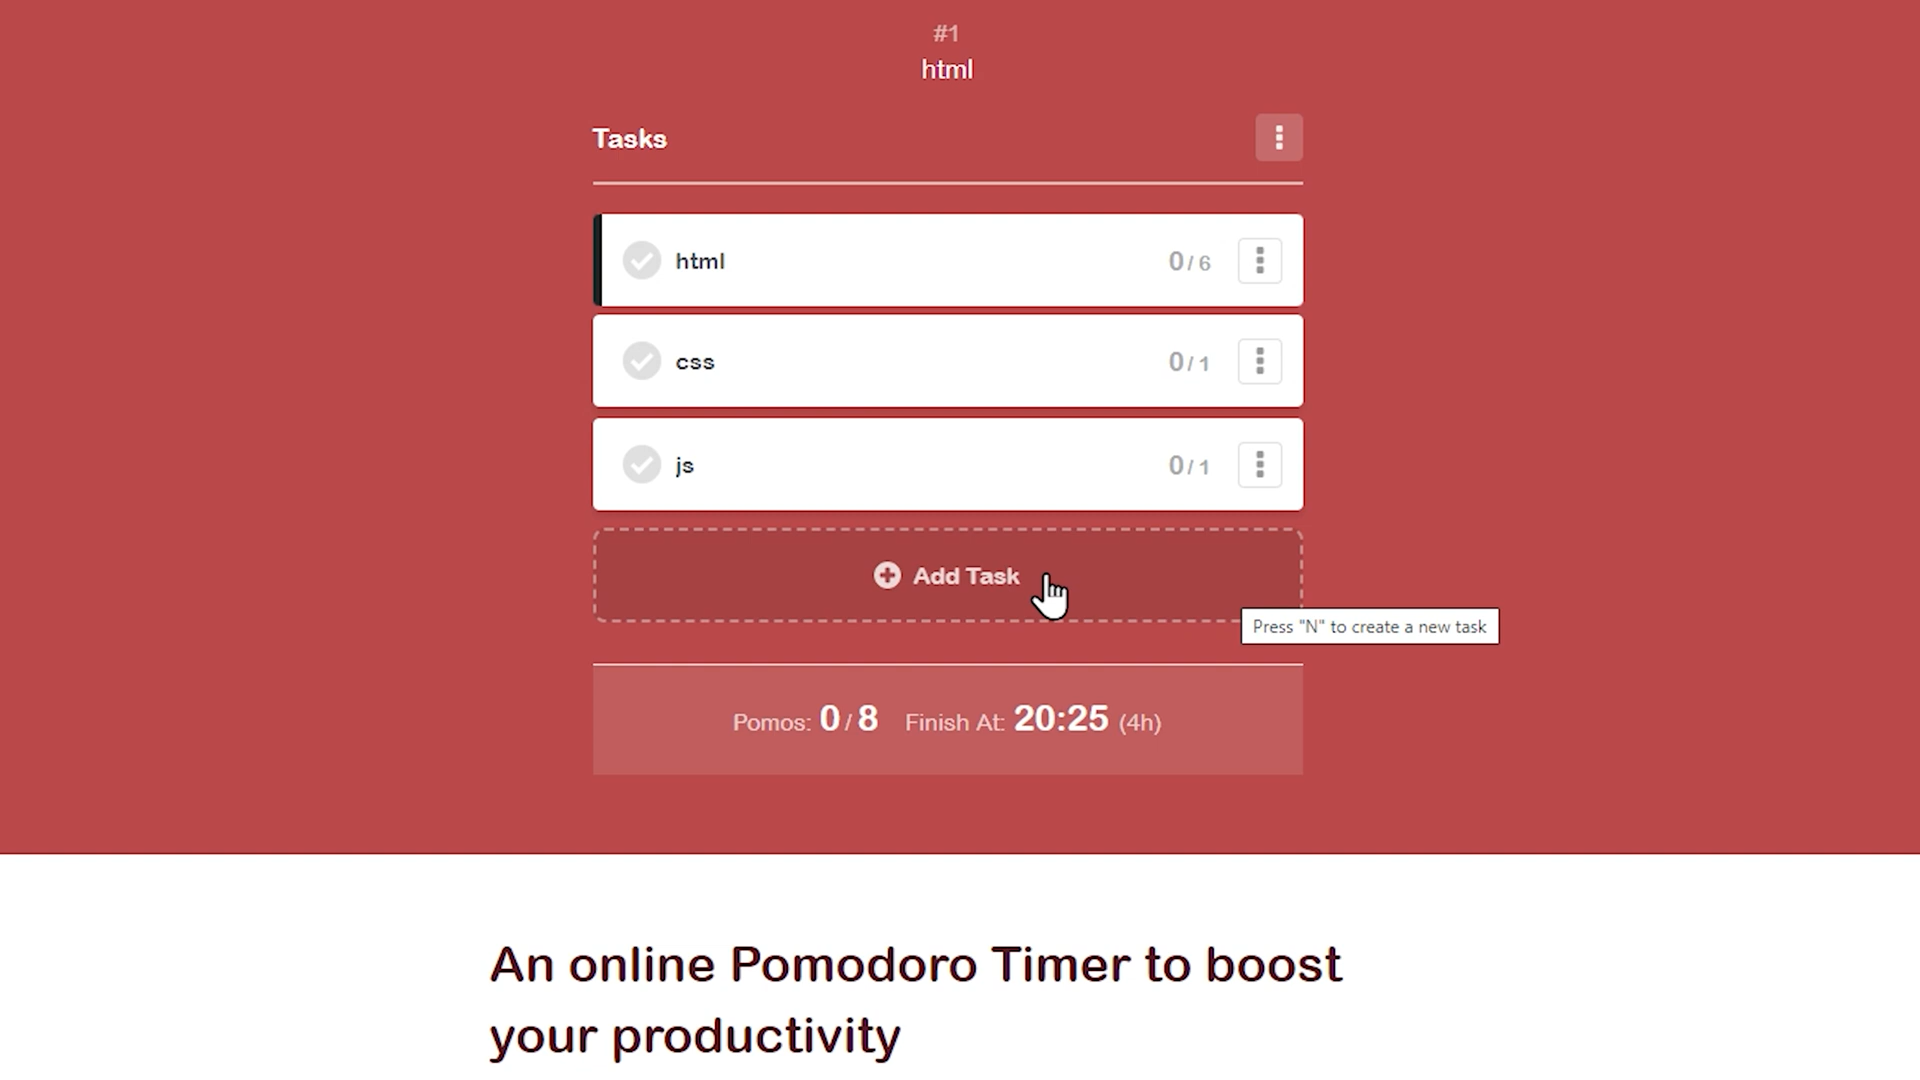 #1
html
Tasks
html 0/6
css 0/1
js 0/1
Add Task
Press "N" to create a new task
Pomos: 0/8 Finish At: 20:25 (4h)
An online Pomodoro Timer to boost
your productivity